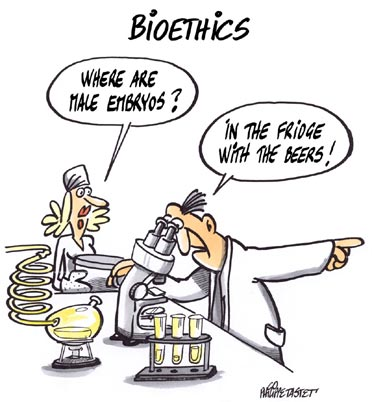 BIOETHICS
WHERE ARE
MALE EMBRYOS?
IN THE FRIDGE
WITH THE BEERS!